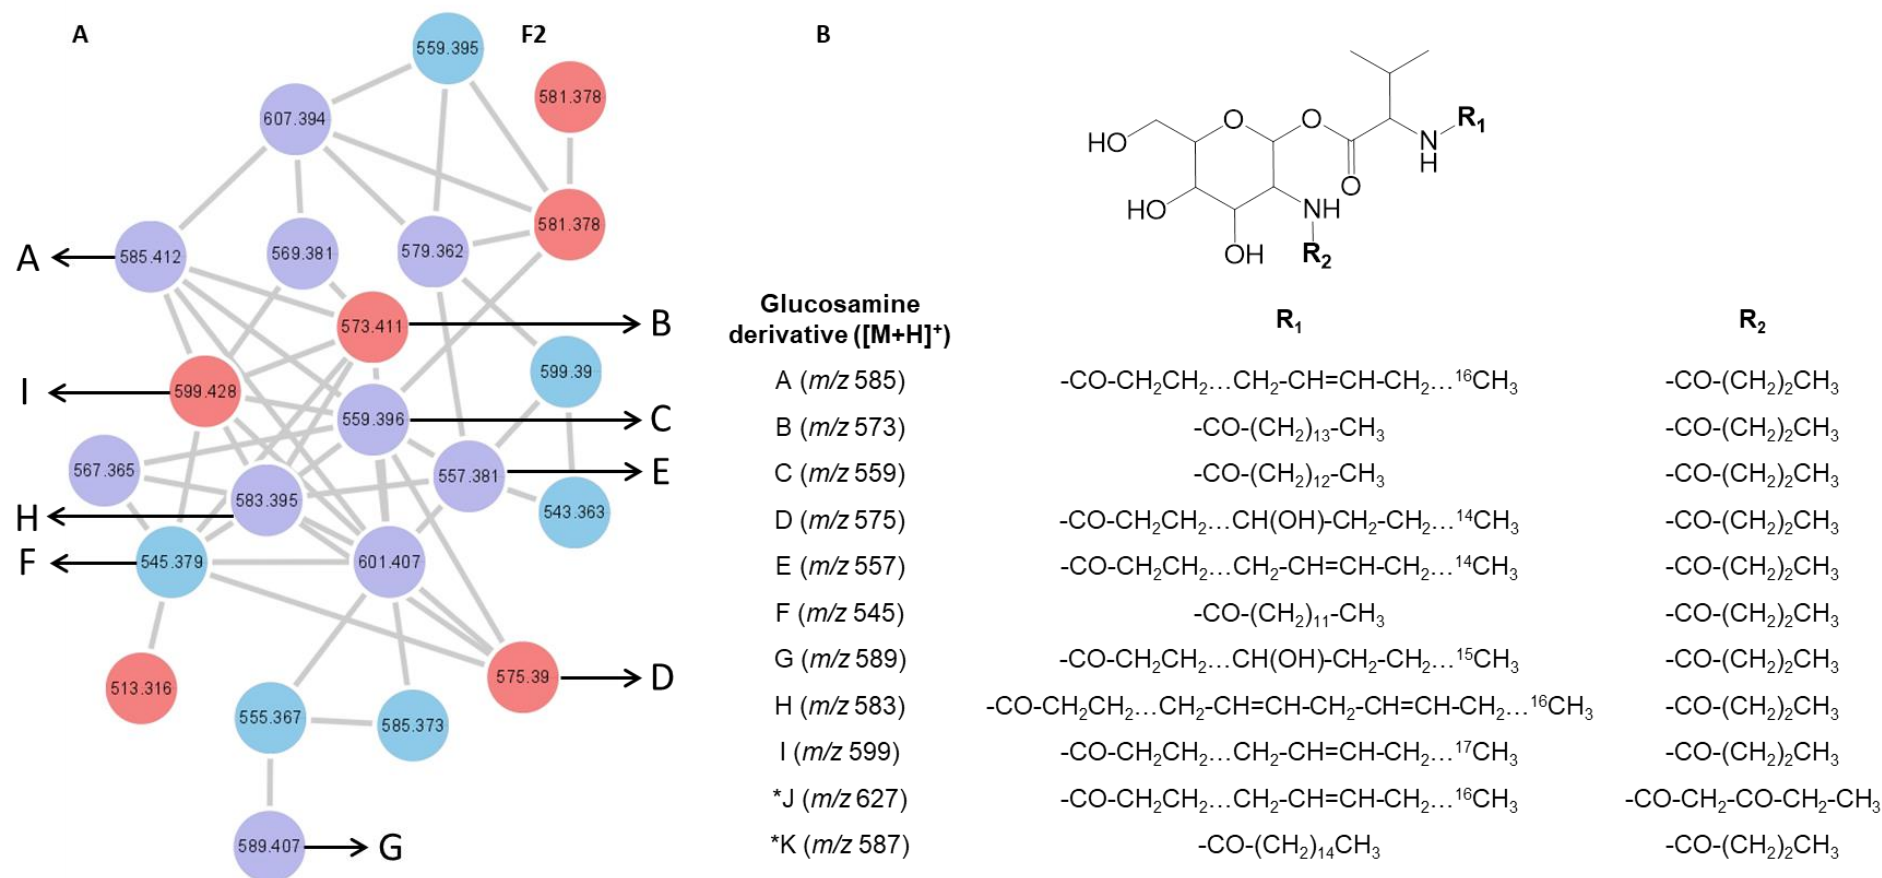 A
F2
559.395
581.378
607.394
581.378
A
585.412
569.381
579.362
573.411
B
I
599.428
599.39
559.396
C
567.365
557.381
E
583.395
H
543.363
F
545.379
601.407
513.316
575.39
D
555.367
585.373
589.407
G
B
HO
O
O
O
N
H
R₁
HO
OH
NH
R₂
Glucosamine
derivative ([M+H]⁺)
R₁
R₂
A (m/z 585) -CO-CH₂CH₂…CH₂-CH=CH-CH₂…¹⁶CH₃ -CO-(CH₂)₂CH₃
B (m/z 573) -CO-(CH₂)₁₃-CH₃ -CO-(CH₂)₂CH₃
C (m/z 559) -CO-(CH₂)₁₂-CH₃ -CO-(CH₂)₂CH₃
D (m/z 575) -CO-CH₂CH₂…CH(OH)-CH₂-CH₂…¹⁴CH₃ -CO-(CH₂)₂CH₃
E (m/z 557) -CO-CH₂CH₂…CH₂-CH=CH-CH₂…¹⁴CH₃ -CO-(CH₂)₂CH₃
F (m/z 545) -CO-(CH₂)₁₁-CH₃ -CO-(CH₂)₂CH₃
G (m/z 589) -CO-CH₂CH₂…CH(OH)-CH₂-CH₂…¹⁵CH₃ -CO-(CH₂)₂CH₃
H (m/z 583) -CO-CH₂CH₂…CH₂-CH=CH-CH₂-CH=CH-CH₂…¹⁶CH₃ -CO-(CH₂)₂CH₃
I (m/z 599) -CO-CH₂CH₂…CH₂-CH=CH-CH₂…¹⁷CH₃ -CO-(CH₂)₂CH₃
*J (m/z 627) -CO-CH₂CH₂…CH₂-CH=CH-CH₂…¹⁶CH₃ -CO-CH₂-CO-CH₂-CH₃
*K (m/z 587) -CO-(CH₂)₁₄CH₃ -CO-(CH₂)₂CH₃